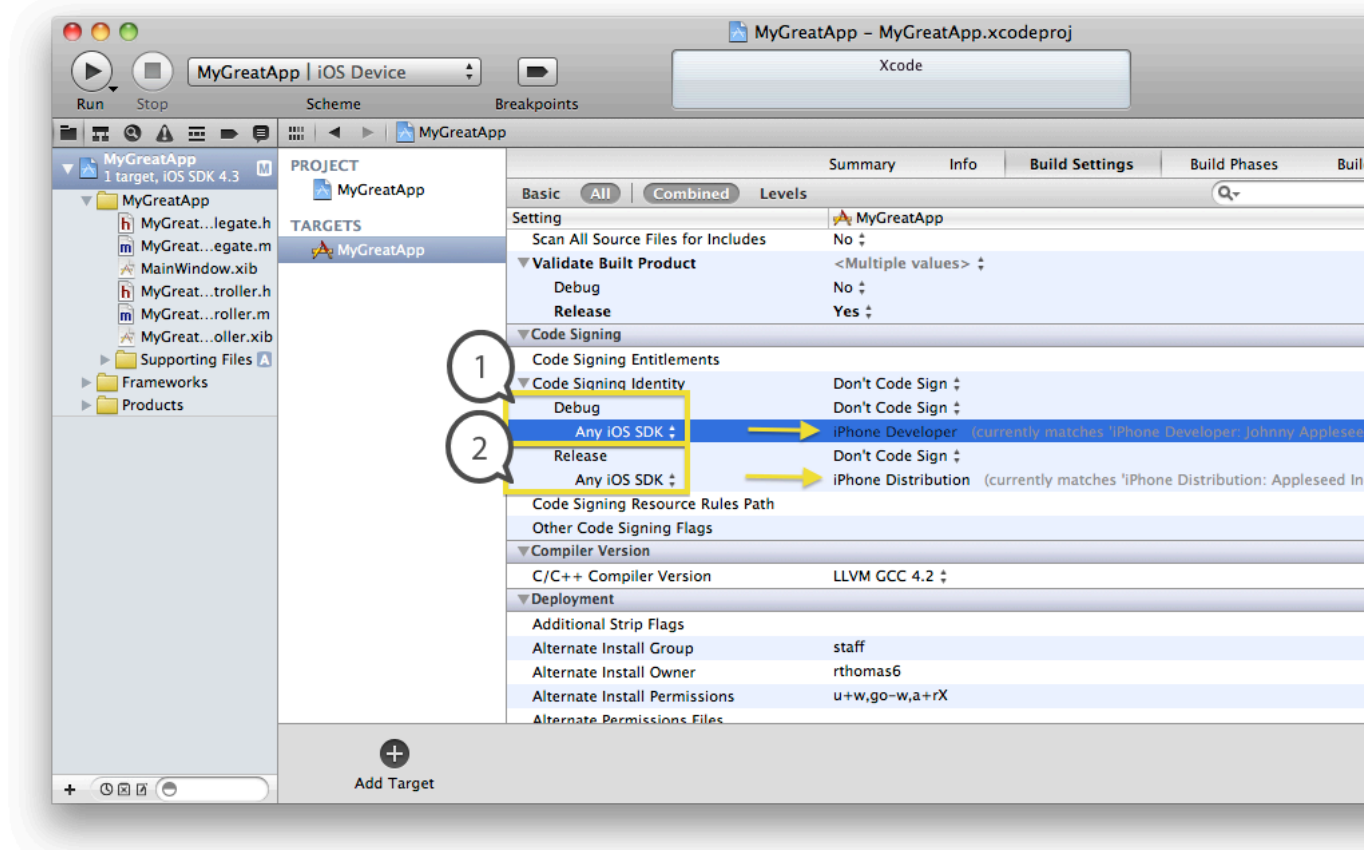 MyGreatApp – MyGreatApp.xcodeproj
MyGreatApp | iOS Device
Xcode
Run Stop Scheme Breakpoints
MyGreatApp
MyGreatApp M
1 target, iOS SDK 4.3
MyGreatApp
MyGreat...legate.h
MyGreat...egate.m
MainWindow.xib
MyGreat...troller.h
MyGreat...roller.m
MyGreat...oller.xib
Supporting Files A
Frameworks
Products
PROJECT
MyGreatApp
TARGETS
MyGreatApp
Summary Info Build Settings Build Phases Buil
Basic All Combined Levels
Setting MyGreatApp
Scan All Source Files for Includes No
Validate Built Product <Multiple values>
Debug No
Release Yes
Code Signing
Code Signing Entitlements
1
Code Signing Identity Don't Code Sign
Debug Don't Code Sign
Any iOS SDK iPhone Developer (currently matches 'iPhone Developer: Johnny Applesee
2
Release Don't Code Sign
Any iOS SDK iPhone Distribution (currently matches 'iPhone Distribution: Appleseed In
Code Signing Resource Rules Path
Other Code Signing Flags
Compiler Version
C/C++ Compiler Version LLVM GCC 4.2
Deployment
Additional Strip Flags
Alternate Install Group staff
Alternate Install Owner rthomas6
Alternate Install Permissions u+w,go-w,a+rX
Alternate Permissions Files
Add Target